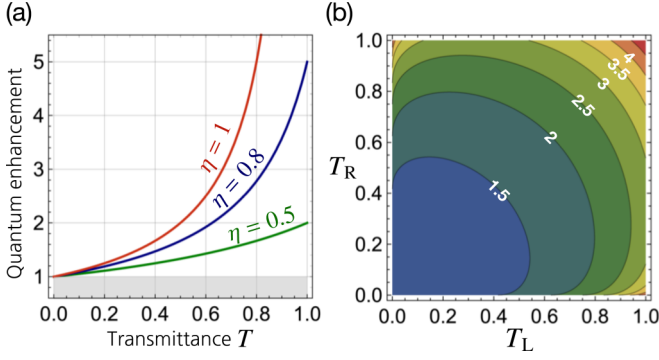 (a)
Quantum enhancement
5
4
3
2
1
η = 1
η = 0.8
η = 0.5
0.0 0.2 0.4 0.6 0.8 1.0
Transmittance T
(b)
T_R
1.0
0.8
0.6
0.4
0.2
0.0
4
3.5
3
2.5
2
1.5
0.0 0.2 0.4 0.6 0.8 1.0
T_L